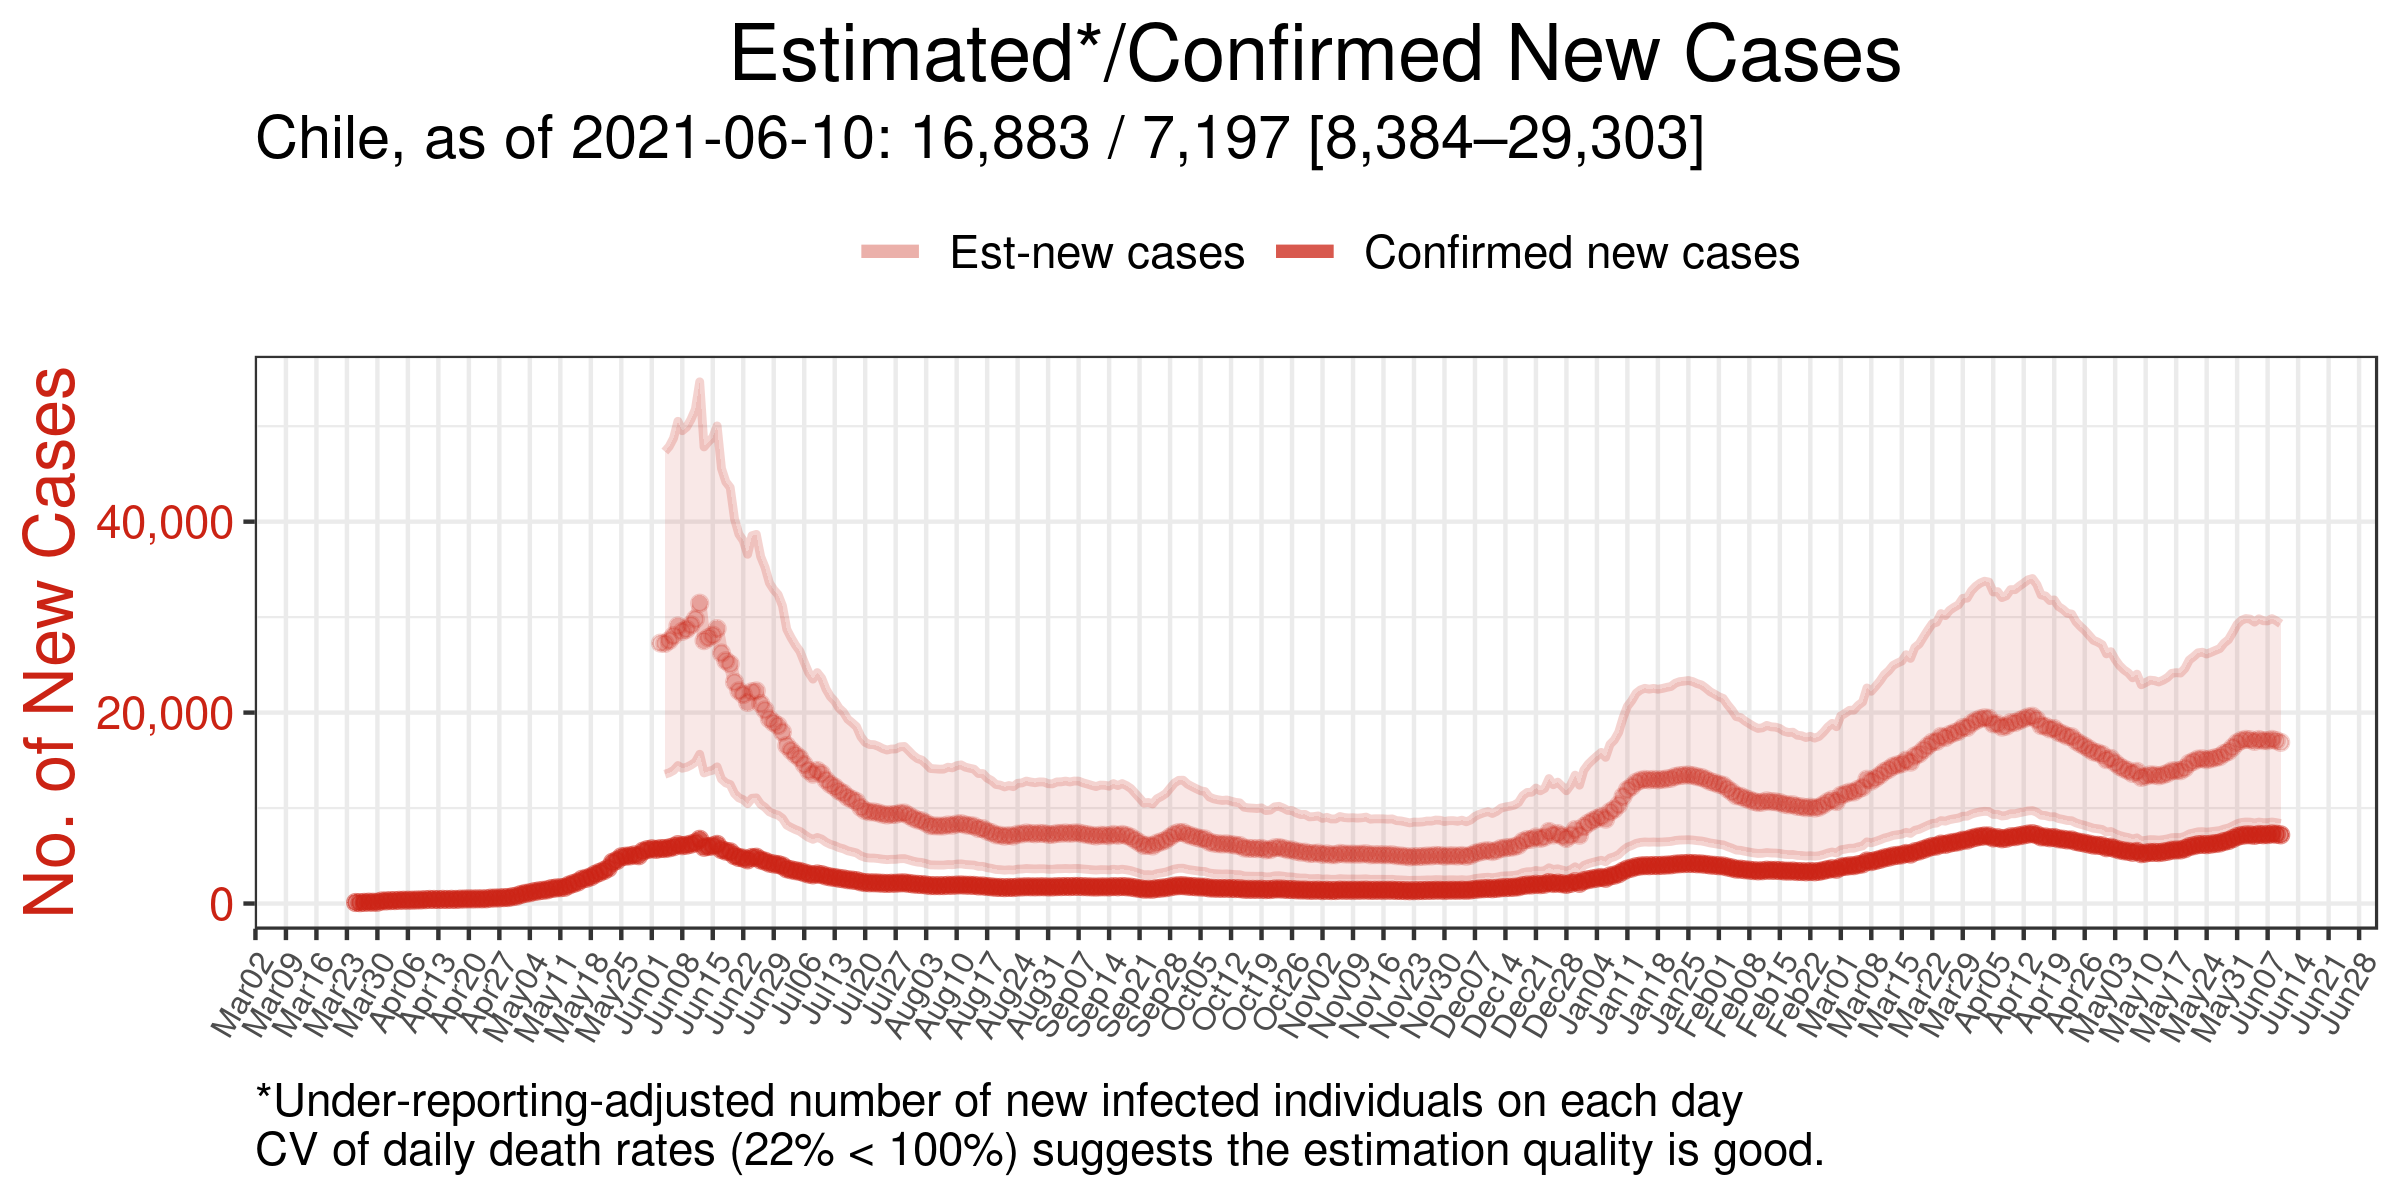 Estimated*/Confirmed New Cases
Chile, as of 2021-06-10: 16,883 / 7,197 [8,384–29,303]
Est-new cases Confirmed new cases
No. of New Cases
40,000
20,000
0
Mar02 Mar09 Mar16 Mar23 Mar30 Apr06 Apr13 Apr20 Apr27 May04 May11 May18 May25 Jun01 Jun08 Jun15 Jun22 Jun29 Jul06 Jul13 Jul20 Jul27 Aug03 Aug10 Aug17 Aug24 Aug31 Sep07 Sep14 Sep21 Sep28 Oct05 Oct12 Oct19 Oct26 Nov02 Nov09 Nov16 Nov23 Nov30 Dec07 Dec14 Dec21 Dec28 Jan04 Jan11 Jan18 Jan25 Feb01 Feb08 Feb15 Feb22 Mar01 Mar08 Mar15 Mar22 Mar29 Apr05 Apr12 Apr19 Apr26 May03 May10 May17 May24 May31 Jun07 Jun14 Jun21 Jun28
*Under-reporting-adjusted number of new infected individuals on each day
CV of daily death rates (22% < 100%) suggests the estimation quality is good.